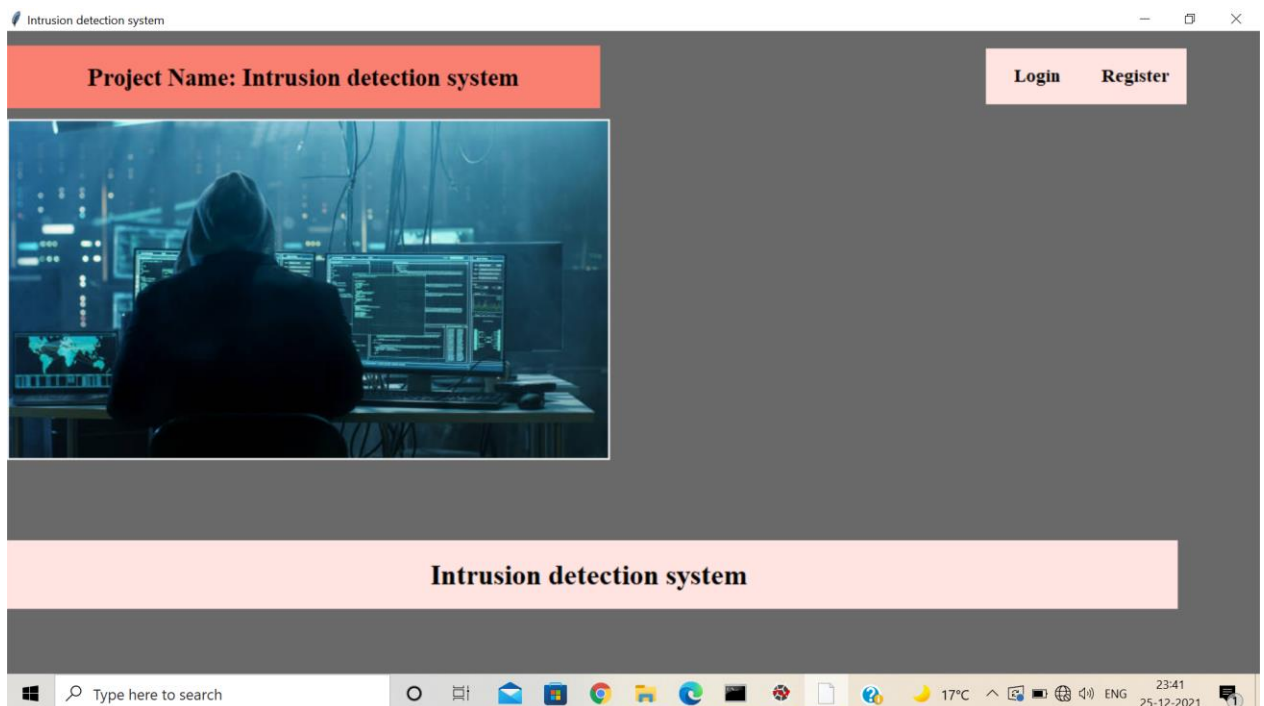 Intrusion detection system
Project Name: Intrusion detection system
Login Register
Intrusion detection system
Type here to search
17°C
ENG
23:41
25-12-2021
1